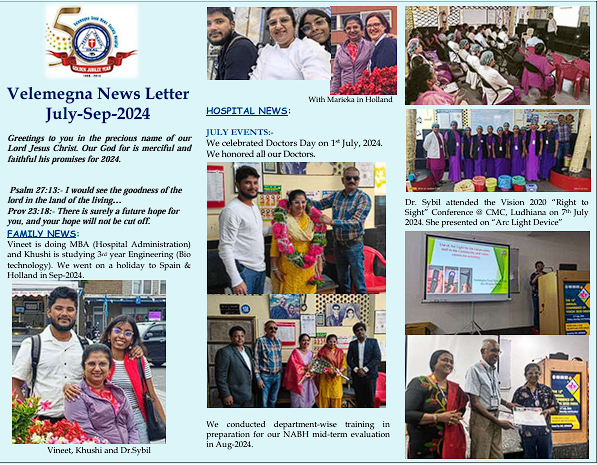 GOLDEN JUBILEE YEAR
Velemegna News Letter
July-Sep-2024
Greetings to you in the precious name of our
Lord Jesus Christ. Our God for is merciful and
faithful his promises for 2024.
Psalm 27:13:- I would see the goodness of the
lord in the land of the living…
Prov 23:18:- There is surely a future hope for
you, and your hope will not be cut off.
FAMILY NEWS:
Vineet is doing MBA (Hospital Administration)
and Khushi is studying 3rd year Engineering (Bio
technology). We went on a holiday to Spain &
Holland in Sep-2024.
Vineet, Khushi and Dr.Sybil
With Marieka in Holland
HOSPITAL NEWS:
JULY EVENTS:-
We celebrated Doctors Day on 1st July, 2024.
We honored all our Doctors.
We conducted department-wise training in
preparation for our NABH mid-term evaluation
in Aug-2024.
Dr. Sybil attended the Vision 2020 "Right to
Sight" Conference @ CMC, Ludhiana on 7th July
2024. She presented on "Arc Light Device"